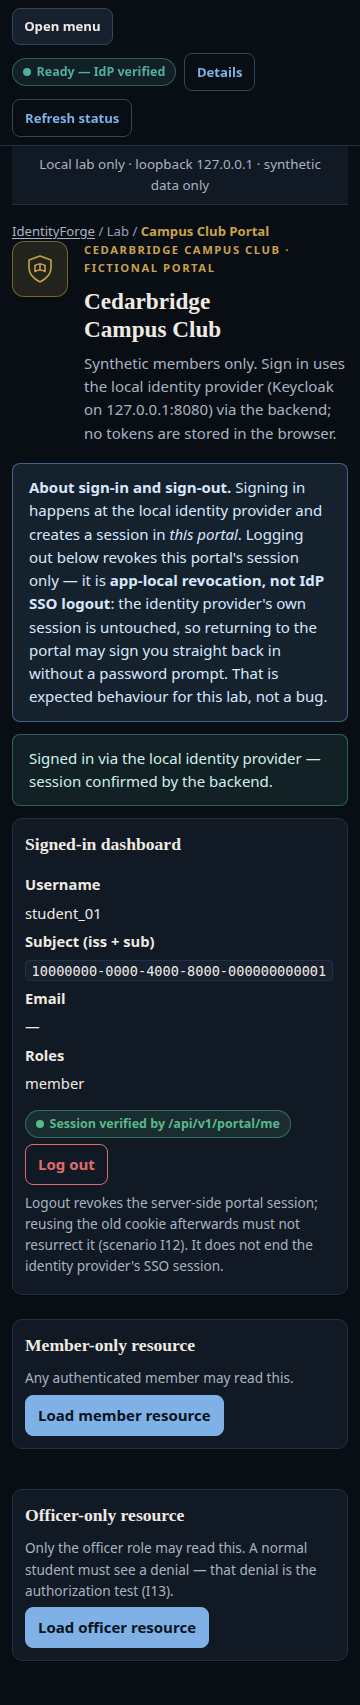 Open menu
Ready — IdP verified
Details
Refresh status
Local lab only · loopback 127.0.0.1 · synthetic
data only
IdentityForge / Lab / Campus Club Portal
CEDARBRIDGE CAMPUS CLUB ·
FICTIONAL PORTAL
Cedarbridge
Campus Club
Synthetic members only. Sign in uses
the local identity provider (Keycloak
on 127.0.0.1:8080) via the backend;
no tokens are stored in the browser.
About sign-in and sign-out. Signing in
happens at the local identity provider and
creates a session in this portal. Logging
out below revokes this portal's session
only — it is app-local revocation, not IdP
SSO logout: the identity provider's own
session is untouched, so returning to the
portal may sign you straight back in
without a password prompt. That is
expected behaviour for this lab, not a bug.
Signed in via the local identity provider —
session confirmed by the backend.
Signed-in dashboard
Username
student_01
Subject (iss + sub)
10000000-0000-4000-8000-000000000001
Email
—
Roles
member
Session verified by /api/v1/portal/me
Log out
Logout revokes the server-side portal session;
reusing the old cookie afterwards must not
resurrect it (scenario I12). It does not end the
identity provider's SSO session.
Member-only resource
Any authenticated member may read this.
Load member resource
Officer-only resource
Only the officer role may read this. A normal
student must see a denial — that denial is the
authorization test (I13).
Load officer resource